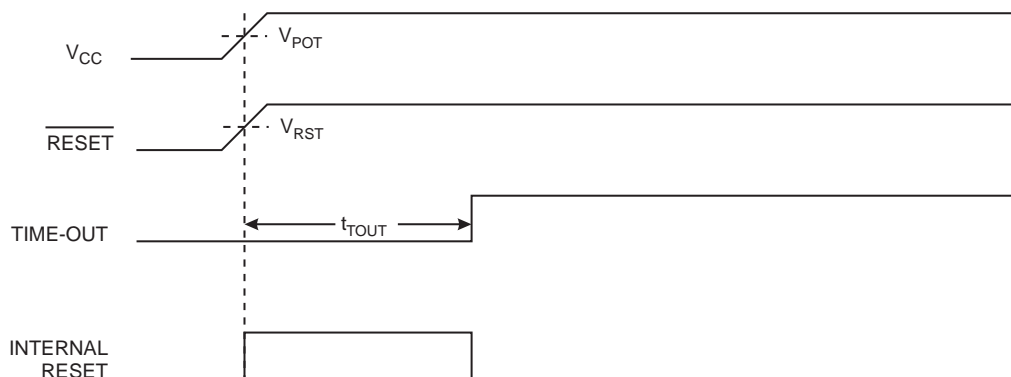 VCC
VPOT
RESET
VRST
TIME-OUT
tTOUT
INTERNAL
RESET